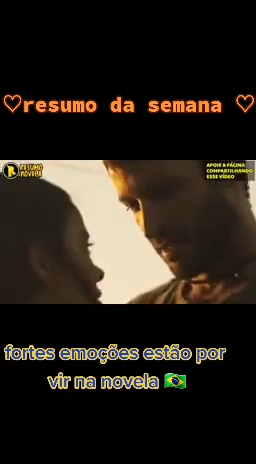 ♡resumo da semana ♡
RESUMO
NOVELA
APOIE A PÁGINA
COMPARTILHANDO
ESSE VÍDEO
fortes emoções estão por
vir na novela 🇧🇷